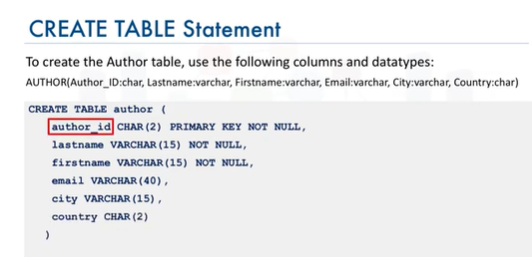 CREATE TABLE Statement
To create the Author table, use the following columns and datatypes:
AUTHOR(Author_ID:char, Lastname:varchar, Firstname:varchar, Email:varchar, City:varchar, Country:char)
CREATE TABLE author (
author_id CHAR(2) PRIMARY KEY NOT NULL,
lastname VARCHAR(15) NOT NULL,
firstname VARCHAR(15) NOT NULL,
email VARCHAR(40),
city VARCHAR(15),
country CHAR(2)
)